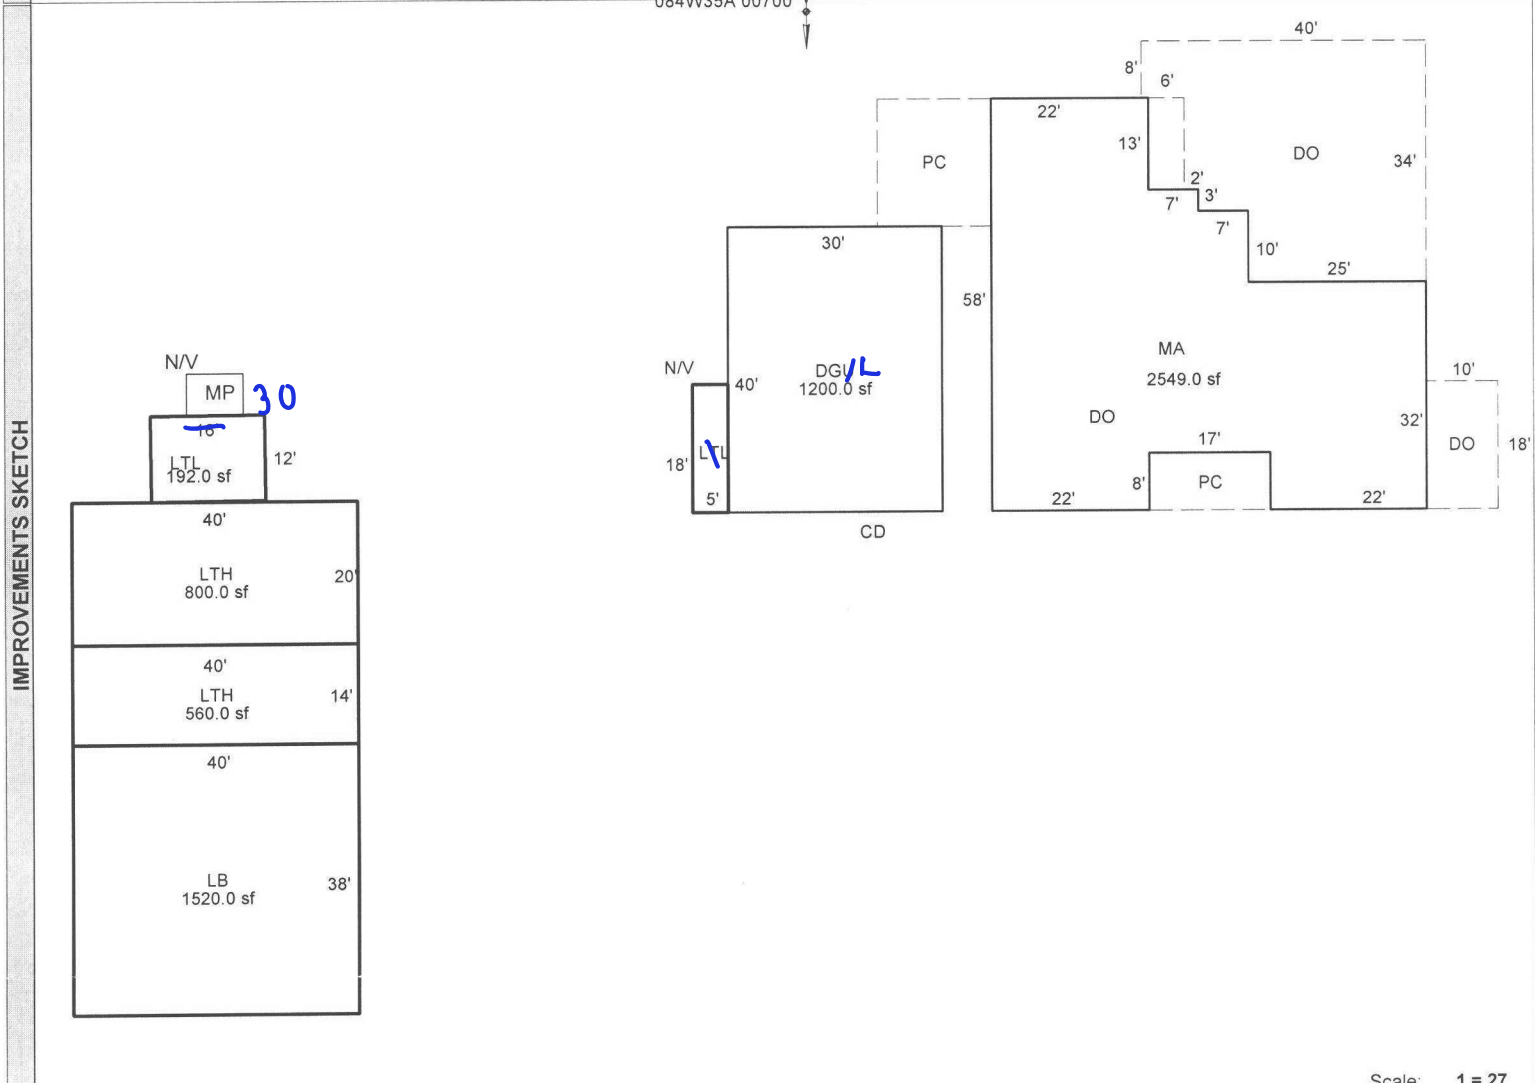 084W35A 00700
IMPROVEMENTS SKETCH
40'
8'
6'
22'
13'
PC
DO
34'
2'
3'
7'
7'
10'
25'
30'
58'
MA
2549.0 sf
N/V
DGU/L
1200.0 sf
40'
LTL
18'
5'
CD
DO
10'
32'
DO
18'
17'
8'
PC
22'
22'
N/V
MP
30
16'
LTL
192.0 sf
12'
40'
LTH
800.0 sf
20'
40'
LTH
560.0 sf
14'
40'
LB
1520.0 sf
38'
Scale: 1 = 27